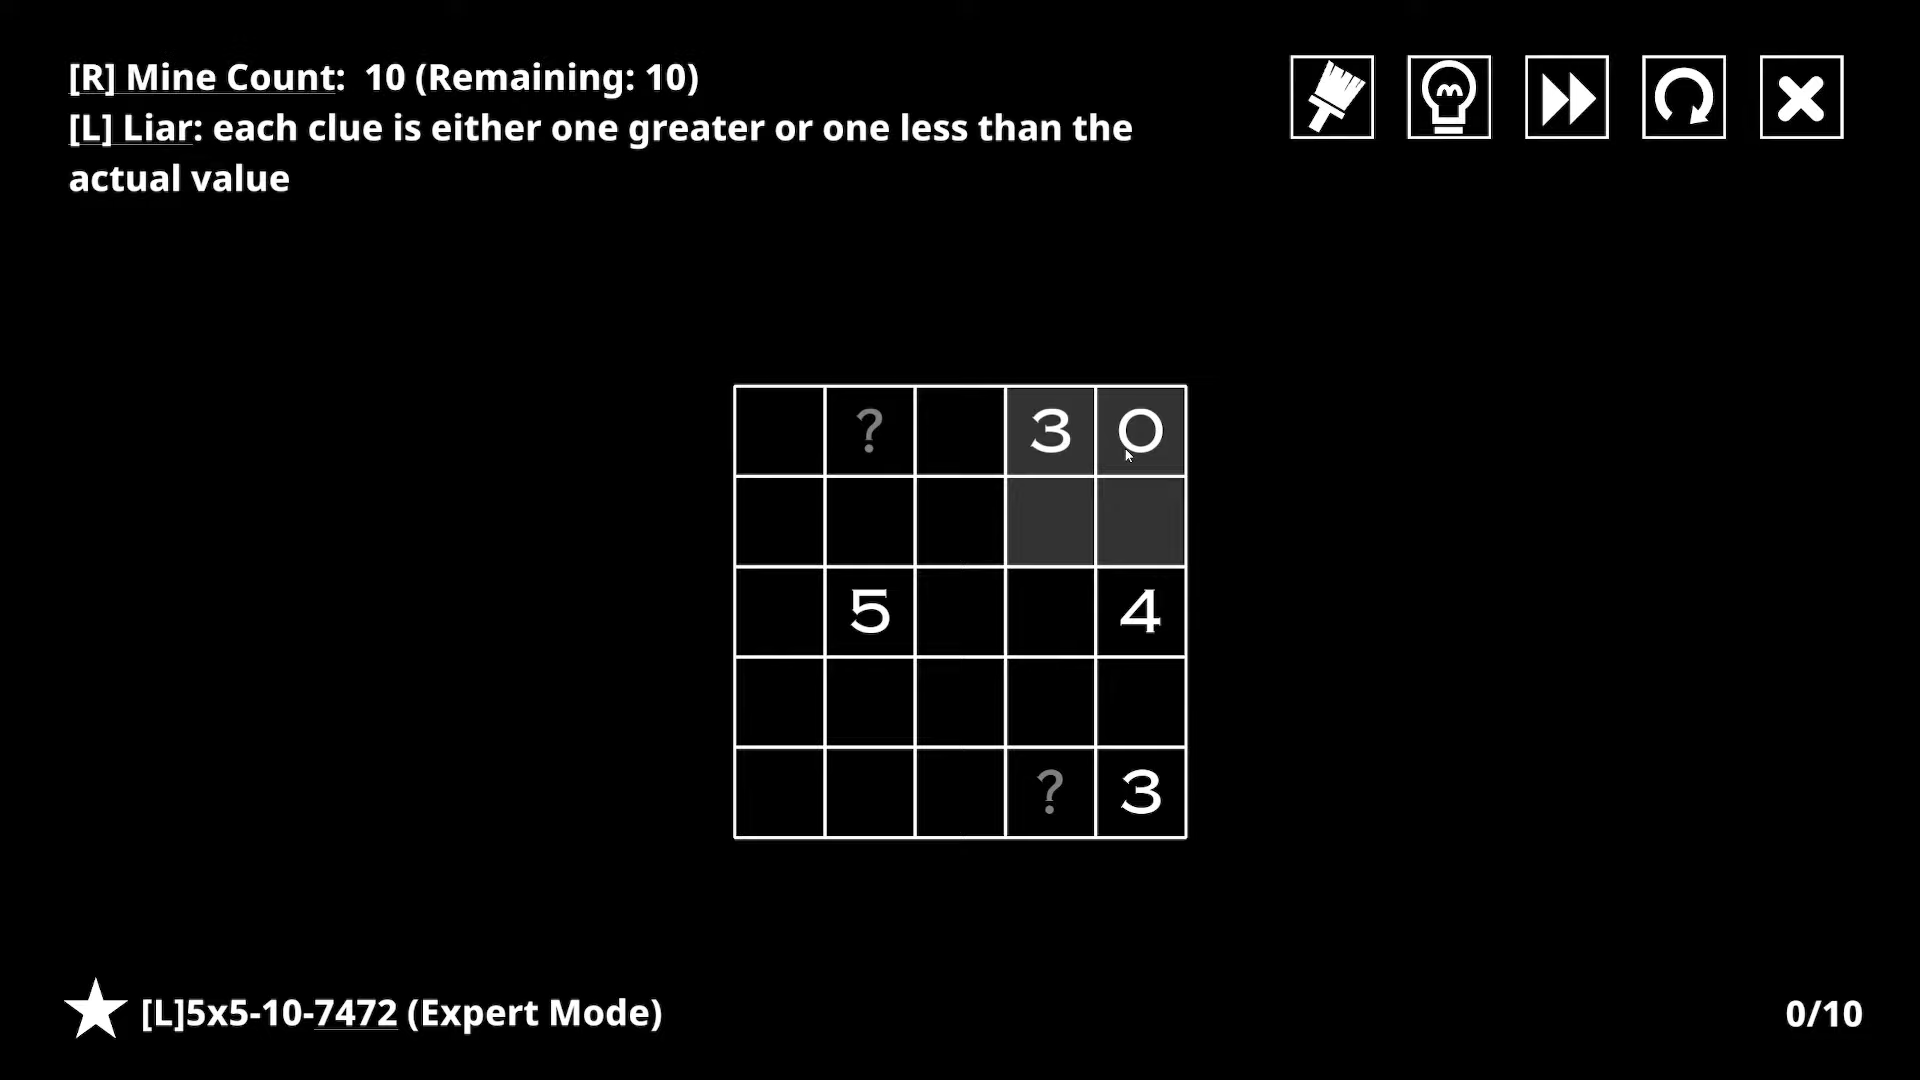 [R] Mine Count: 10 (Remaining: 10)
[L] Liar: each clue is either one greater or one less than the
actual value
? 3 0
5 4
? 3
[L]5x5-10-7472 (Expert Mode)
0/10